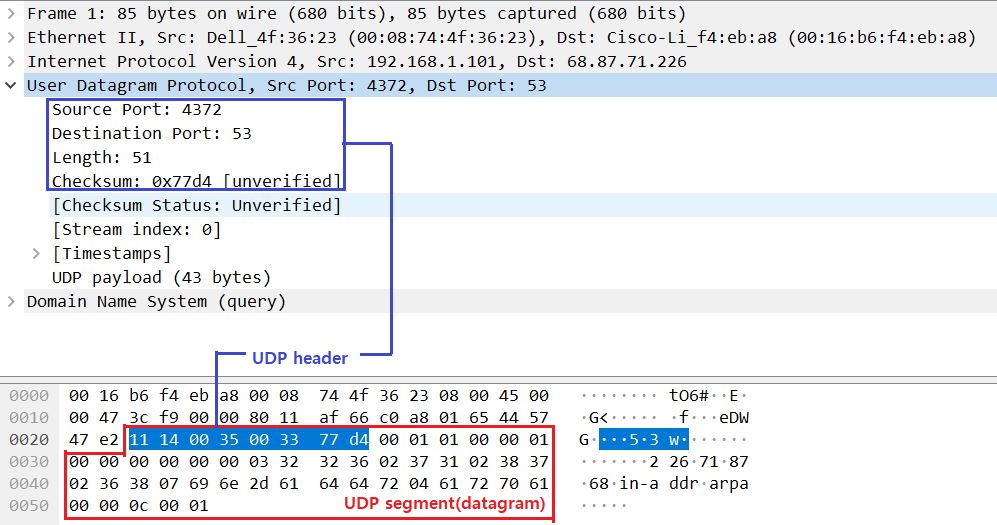 Frame 1: 85 bytes on wire (680 bits), 85 bytes captured (680 bits)
Ethernet II, Src: Dell_4f:36:23 (00:08:74:4f:36:23), Dst: Cisco-Li_f4:eb:a8 (00:16:b6:f4:eb:a8)
Internet Protocol Version 4, Src: 192.168.1.101, Dst: 68.87.71.226
User Datagram Protocol, Src Port: 4372, Dst Port: 53
Source Port: 4372
Destination Port: 53
Length: 51
Checksum: 0x77d4 [unverified]
[Checksum Status: Unverified]
[Stream index: 0]
[Timestamps]
UDP payload (43 bytes)
Domain Name System (query)
UDP header
0000 00 16 b6 f4 eb a8 00 08 74 4f 36 23 08 00 45 00 ········ tO6#··E·
0010 00 47 3c f9 00 00 80 11 af 66 c0 a8 01 65 44 57 ·G<····· ·f···eDW
0020 47 e2 11 14 00 35 00 33 77 d4 00 01 01 00 00 01 G····5·3 w·······
0030 00 00 00 00 00 00 03 32 32 36 02 37 31 02 38 37 ·······2 26·71·87
0040 02 36 38 07 69 6e 2d 61 64 64 72 04 61 72 70 61 ·68·in-a ddr·arpa
0050 00 00 0c 00 01 ·····
UDP segment(datagram)